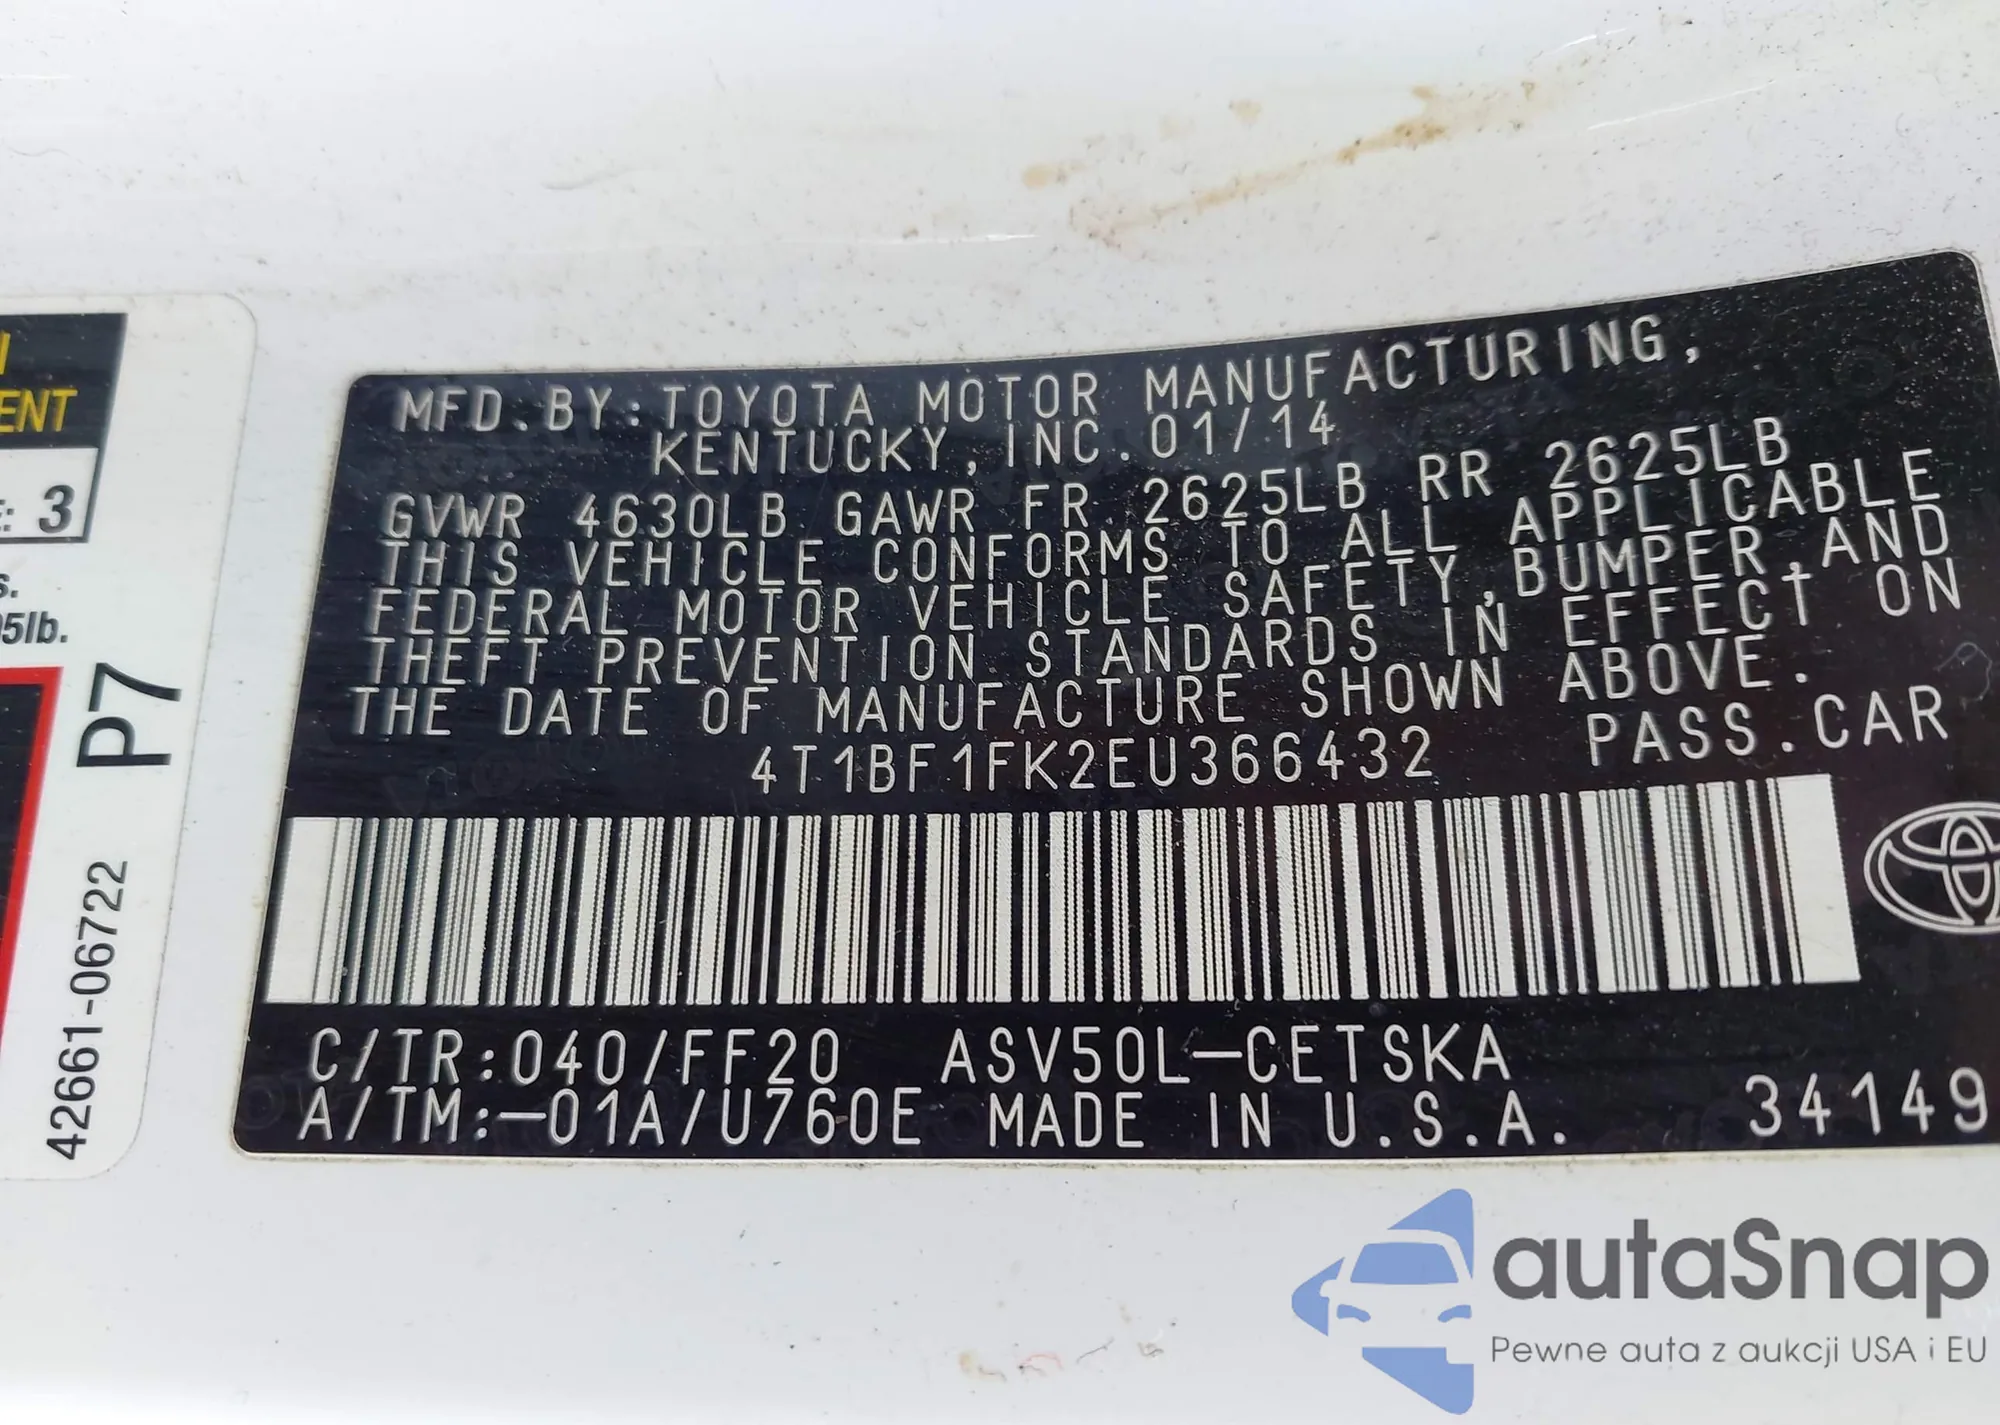 ENT
: 3
s.
5lb.
P7
42661-06722
MFD.BY:TOYOTA MOTOR MANUFACTURING,
KENTUCKY, INC. 01/14
GVWR 4630LB GAWR FR 2625LB RR 2625LB
THIS VEHICLE CONFORMS TO ALL APPLICABLE
FEDERAL MOTOR VEHICLE SAFETY, BUMPER, AND
THEFT PREVENTION STANDARDS IN EFFECT ON
THE DATE OF MANUFACTURE SHOWN ABOVE.
4T1BF1FK2EU366432 PASS.CAR
C/TR:040/FF20 ASV50L-CETSKA
A/TM:-01A/U760E MADE IN U.S.A. 34149
autaSnap
Pewne auta z aukcji USA i EU